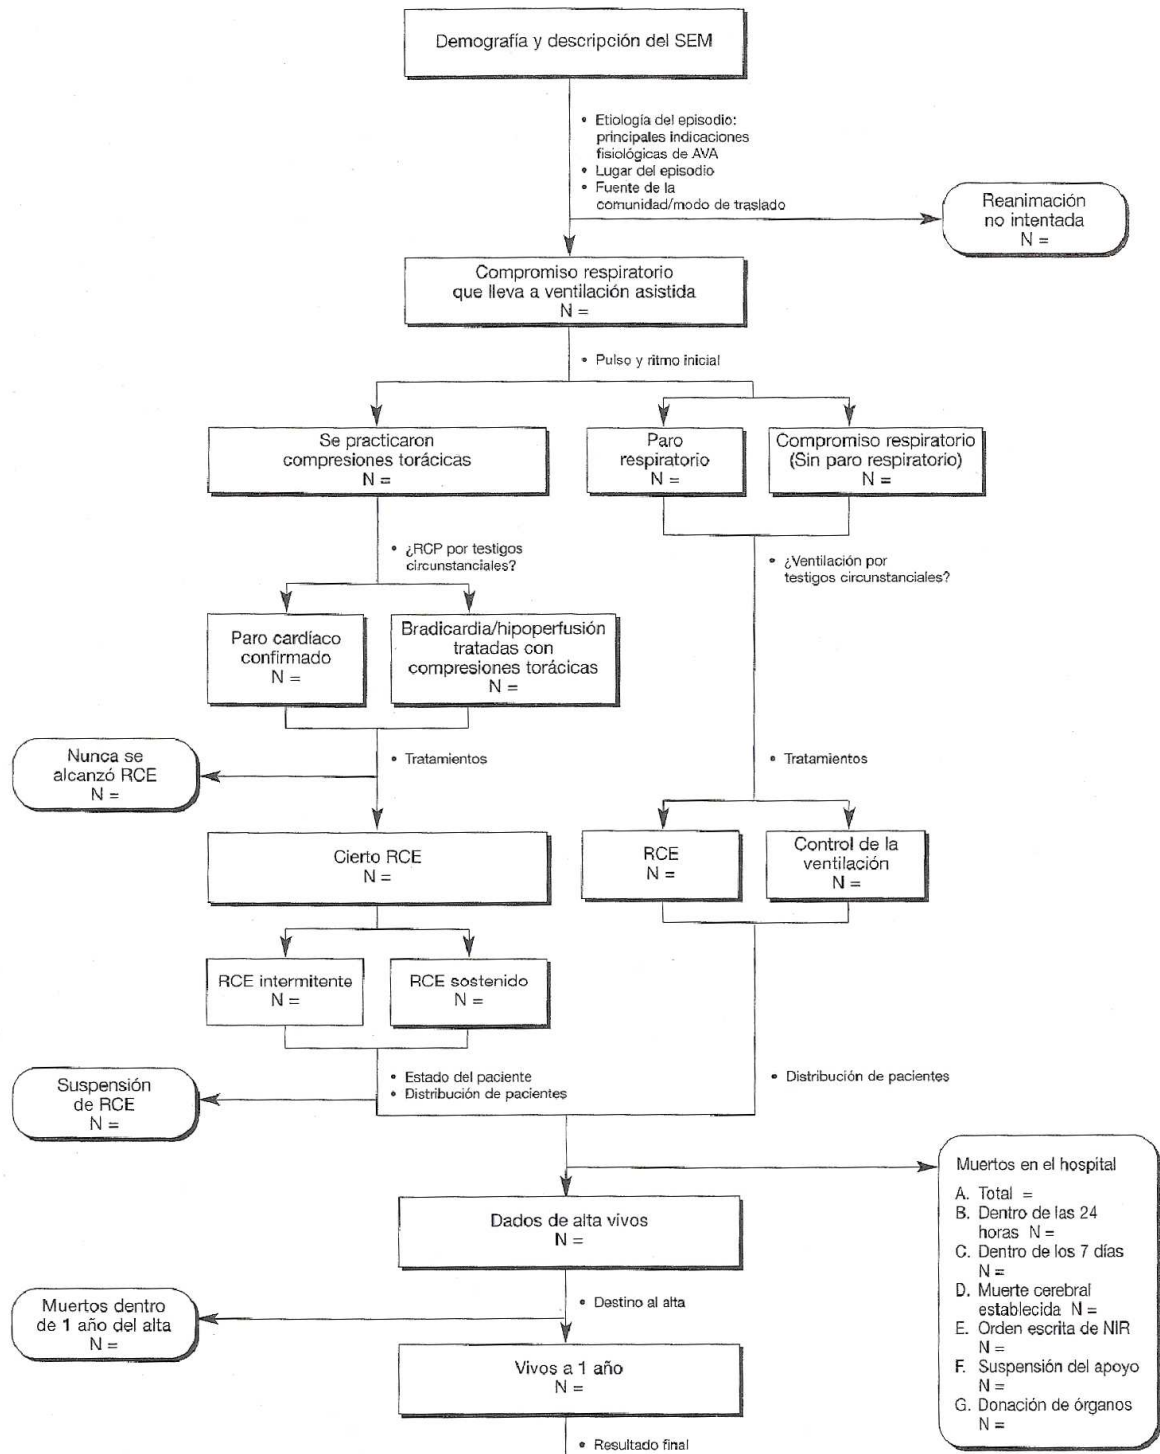 Demografía y descripción del SEM
• Etiología del episodio:
principales indicaciones
fisiológicas de AVA
• Lugar del episodio
• Fuente de la
comunidad/modo de traslado
Reanimación
no intentada
N =
Compromiso respiratorio
que lleva a ventilación asistida
N =
• Pulso y ritmo inicial
Se practicaron
compresiones torácicas
N =
Paro
respiratorio
N =
Compromiso respiratorio
(Sin paro respiratorio)
N =
• ¿RCP por testigos
circunstanciales?
• ¿Ventilación por
testigos circunstanciales?
Paro cardíaco
confirmado
N =
Bradicardia/hipoperfusión
tratadas con
compresiones torácicas
N =
Nunca se
alcanzó RCE
N =
• Tratamientos
• Tratamientos
Cierto RCE
N =
RCE
N =
Control de la
ventilación
N =
RCE intermitente
N =
RCE sostenido
N =
Suspensión
de RCE
N =
• Estado del paciente
• Distribución de pacientes
• Distribución de pacientes
Muertos en el hospital
A. Total =
B. Dentro de las 24
horas N =
C. Dentro de los 7 días
N =
D. Muerte cerebral
establecida N =
E. Orden escrita de NIR
N =
F. Suspensión del apoyo
N =
G. Donación de órganos
N =
Dados de alta vivos
N =
Muertos dentro
de 1 año del alta
N =
• Destino al alta
Vivos a 1 año
N =
• Resultado final